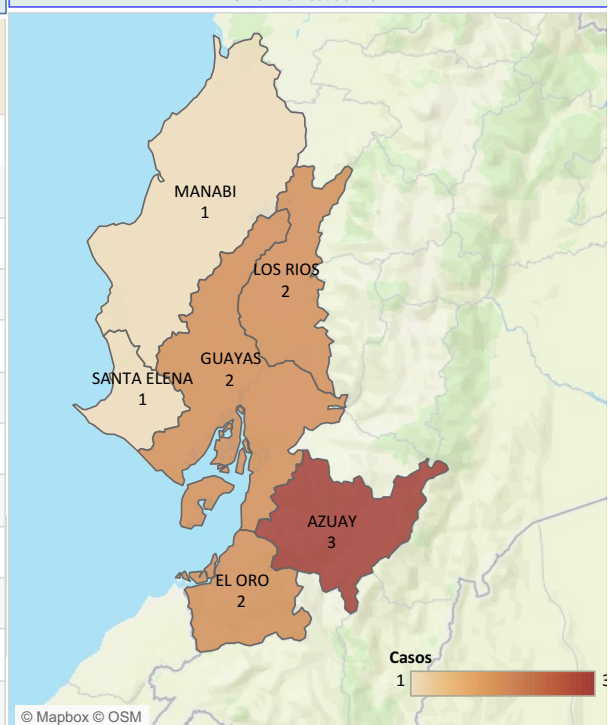 MANABI
1
LOS RIOS
2
GUAYAS
2
SANTA ELENA
1
AZUAY
3
EL ORO
2
Casos
1 3
© Mapbox © OSM